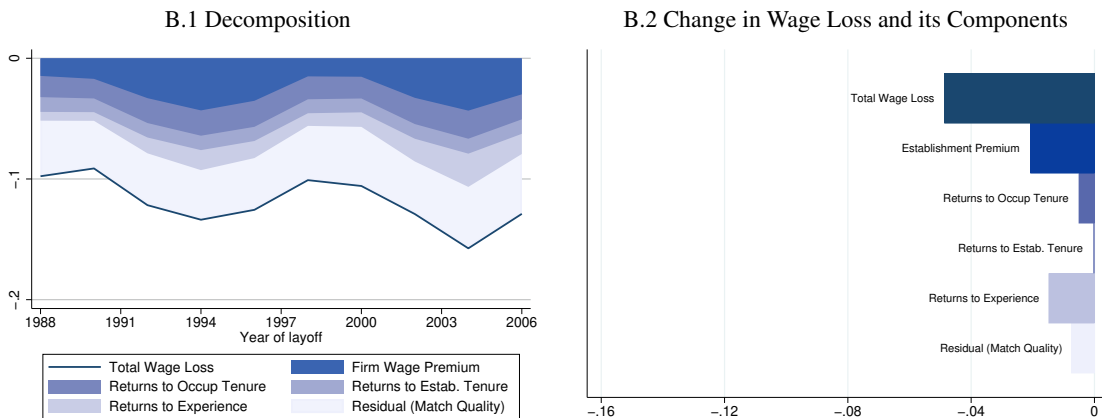 B.1 Decomposition
0
-.1
-.2
1988 1991 1994 1997 2000 2003 2006
Year of layoff
Total Wage Loss Firm Wage Premium
Returns to Occup Tenure Returns to Estab. Tenure
Returns to Experience Residual (Match Quality)
B.2 Change in Wage Loss and its Components
Total Wage Loss
Establishment Premium
Returns to Occup Tenure
Returns to Estab. Tenure
Returns to Experience
Residual (Match Quality)
-.16 -.12 -.08 -.04 0